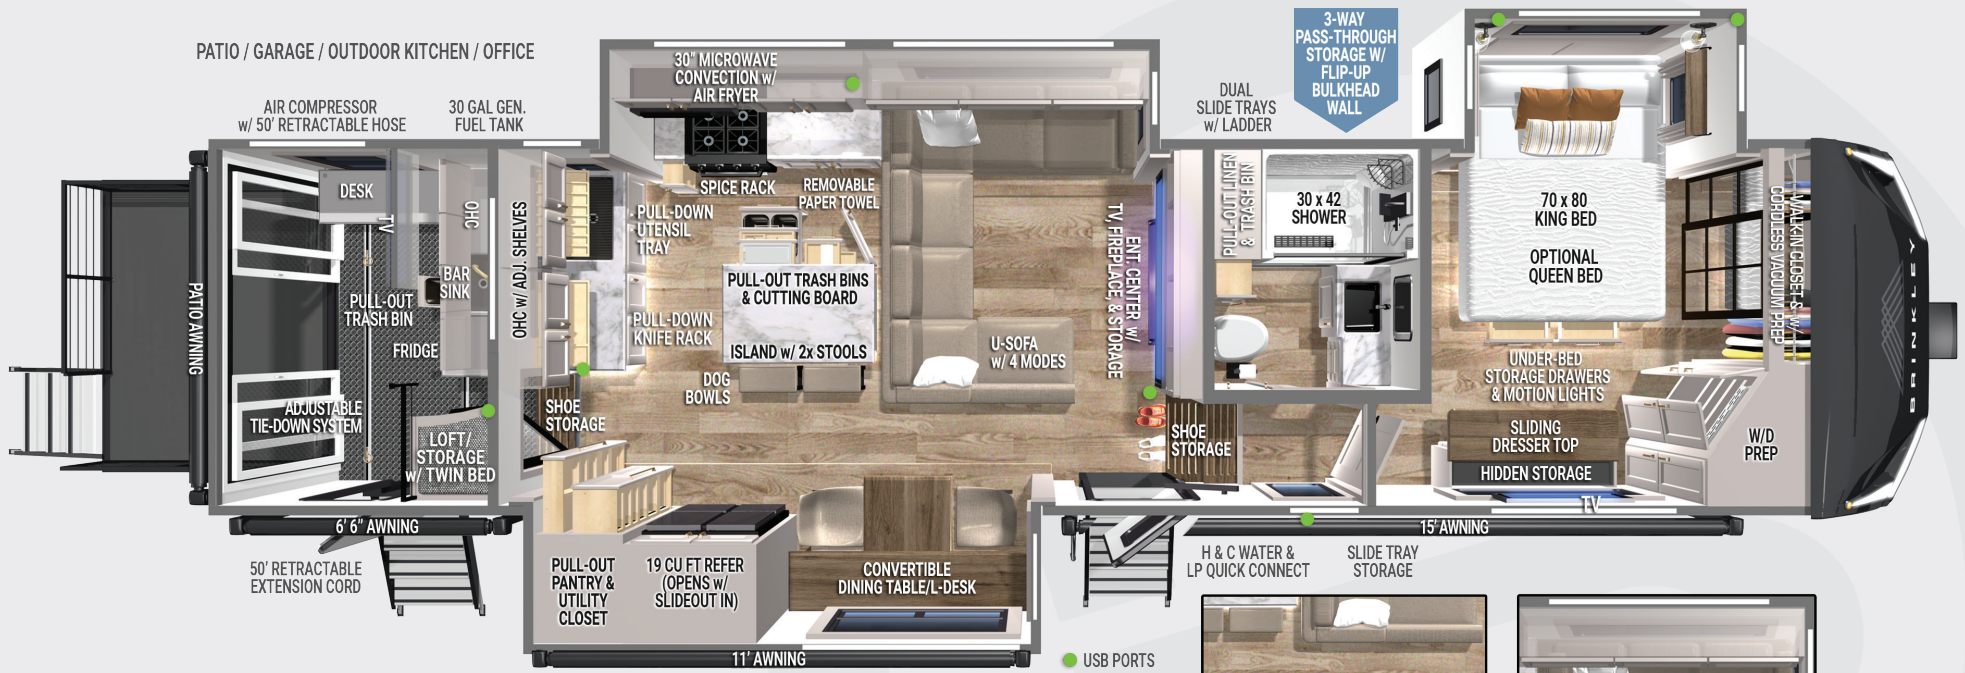 PATIO / GARAGE / OUTDOOR KITCHEN / OFFICE
AIR COMPRESSOR
w/ 50' RETRACTABLE HOSE
30 GAL GEN.
FUEL TANK
30" MICROWAVE
CONVECTION w/
AIR FRYER
DUAL
SLIDE TRAYS
w/ LADDER
3-WAY
PASS-THROUGH
STORAGE W/
FLIP-UP
BULKHEAD
WALL
DESK
TV
OHC
BAR
SINK
PULL-OUT
TRASH BIN
FRIDGE
PATIO AWNING
ADJUSTABLE
TIE-DOWN SYSTEM
LOFT/
STORAGE
w/ TWIN BED
OHC w/ ADJ. SHELVES
PULL-DOWN
UTENSIL
TRAY
PULL-DOWN
KNIFE RACK
SPICE RACK
REMOVABLE
PAPER TOWEL
PULL-OUT TRASH BINS
& CUTTING BOARD
ISLAND w/ 2x STOOLS
DOG
BOWLS
SHOE
STORAGE
U-SOFA
w/ 4 MODES
ENT. CENTER w/
TV, FIREPLACE, & STORAGE
PULL-OUT LINEN
& TRASH BIN
30 x 42
SHOWER
SHOE
STORAGE
70 x 80
KING BED
OPTIONAL
QUEEN BED
UNDER-BED
STORAGE DRAWERS
& MOTION LIGHTS
SLIDING
DRESSER TOP
HIDDEN STORAGE
TV
WALK-IN CLOSET & w/
CORDLESS VACUUM PREP
W/D
PREP
BRINKLEY
6' 6" AWNING
50' RETRACTABLE
EXTENSION CORD
PULL-OUT
PANTRY &
UTILITY
CLOSET
19 CU FT REFER
(OPENS w/
SLIDEOUT IN)
CONVERTIBLE
DINING TABLE/L-DESK
11' AWNING
15' AWNING
H & C WATER &
LP QUICK CONNECT
SLIDE TRAY
STORAGE
USB PORTS